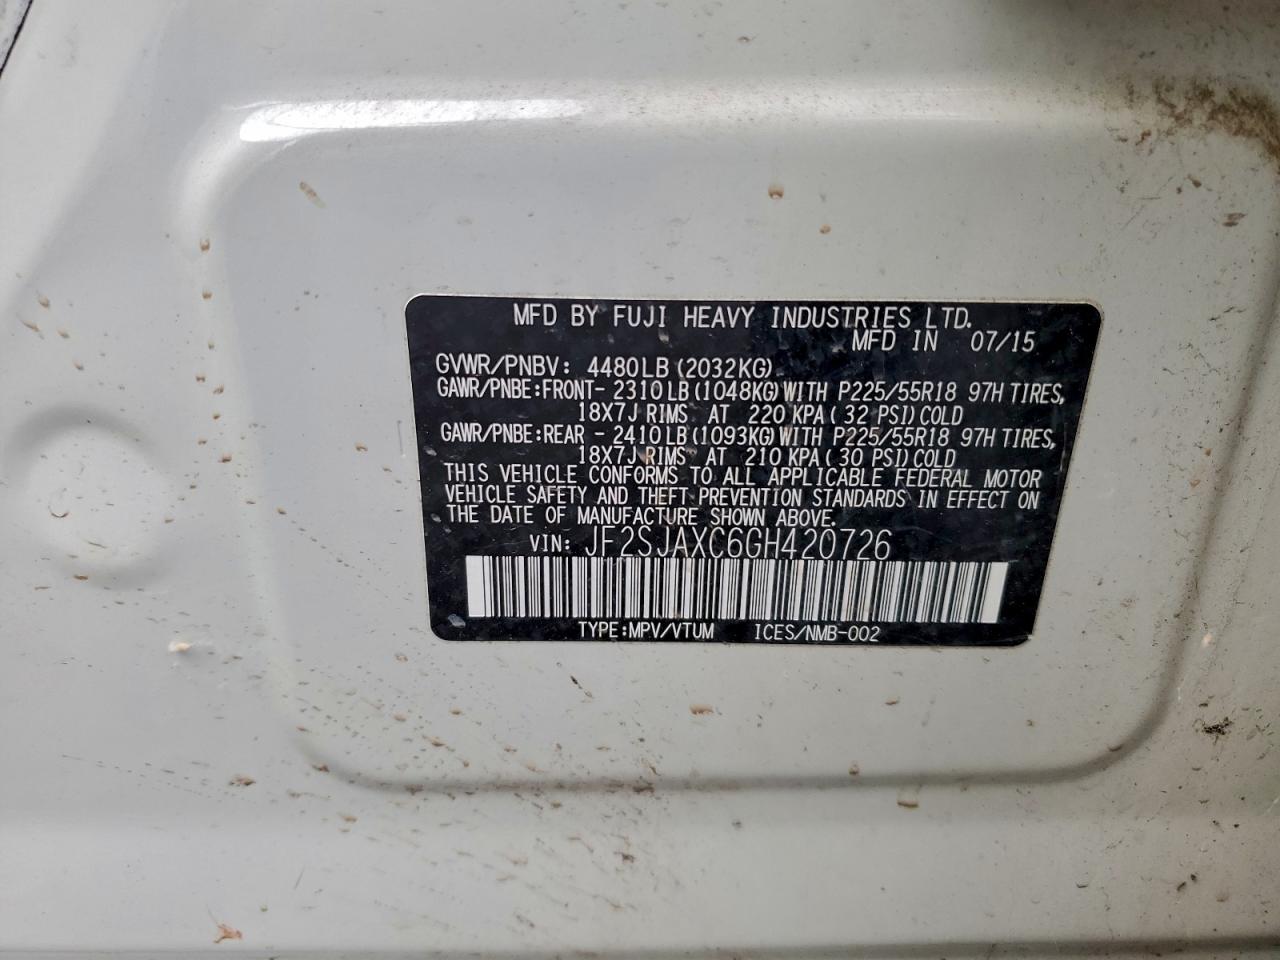 MFD BY FUJI HEAVY INDUSTRIES LTD.
MFD IN 07/15
GVWR/PNBV: 4480LB (2032KG)
GAWR/PNBE:FRONT- 2310LB (1048KG) WITH P225/55R18 97H TIRES,
18X7J RIMS AT 220 KPA (32 PSI) COLD
GAWR/PNBE:REAR - 2410LB (1093KG) WITH P225/55R18 97H TIRES,
18X7J RIMS AT 210 KPA (30 PSI) COLD
THIS VEHICLE CONFORMS TO ALL APPLICABLE FEDERAL MOTOR
VEHICLE SAFETY AND THEFT PREVENTION STANDARDS IN EFFECT ON
THE DATE OF MANUFACTURE SHOWN ABOVE.
VIN: JF2SJAXC6GH420726
TYPE:MPV/VTUM ICES/NMB-002